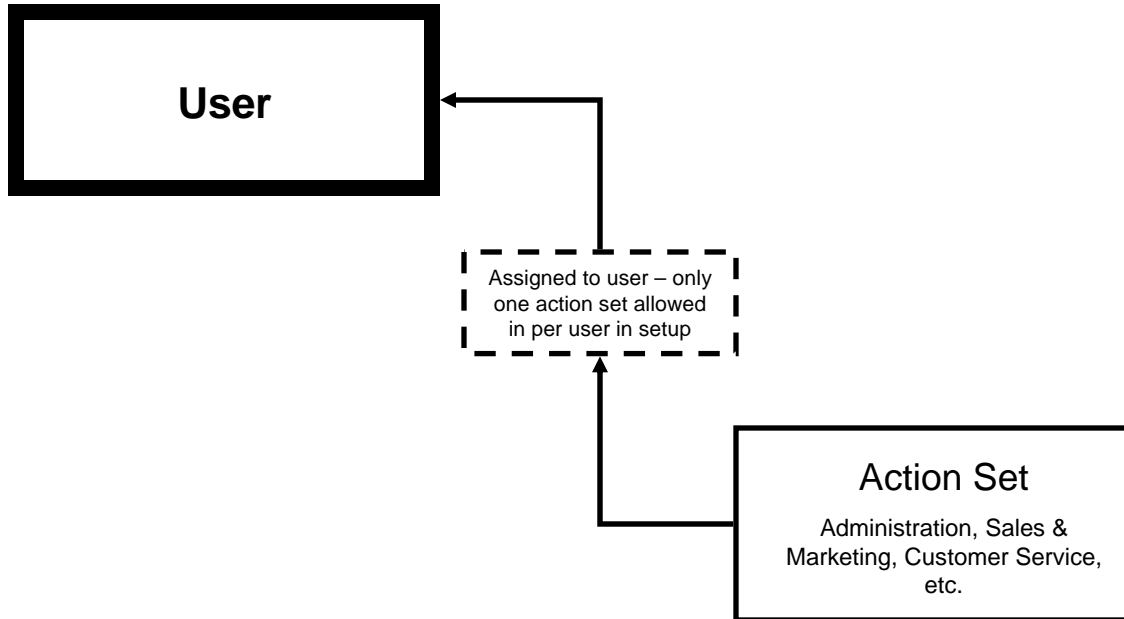 User
Assigned to user – only
one action set allowed
in per user in setup
Action Set
Administration, Sales &
Marketing, Customer Service,
etc.